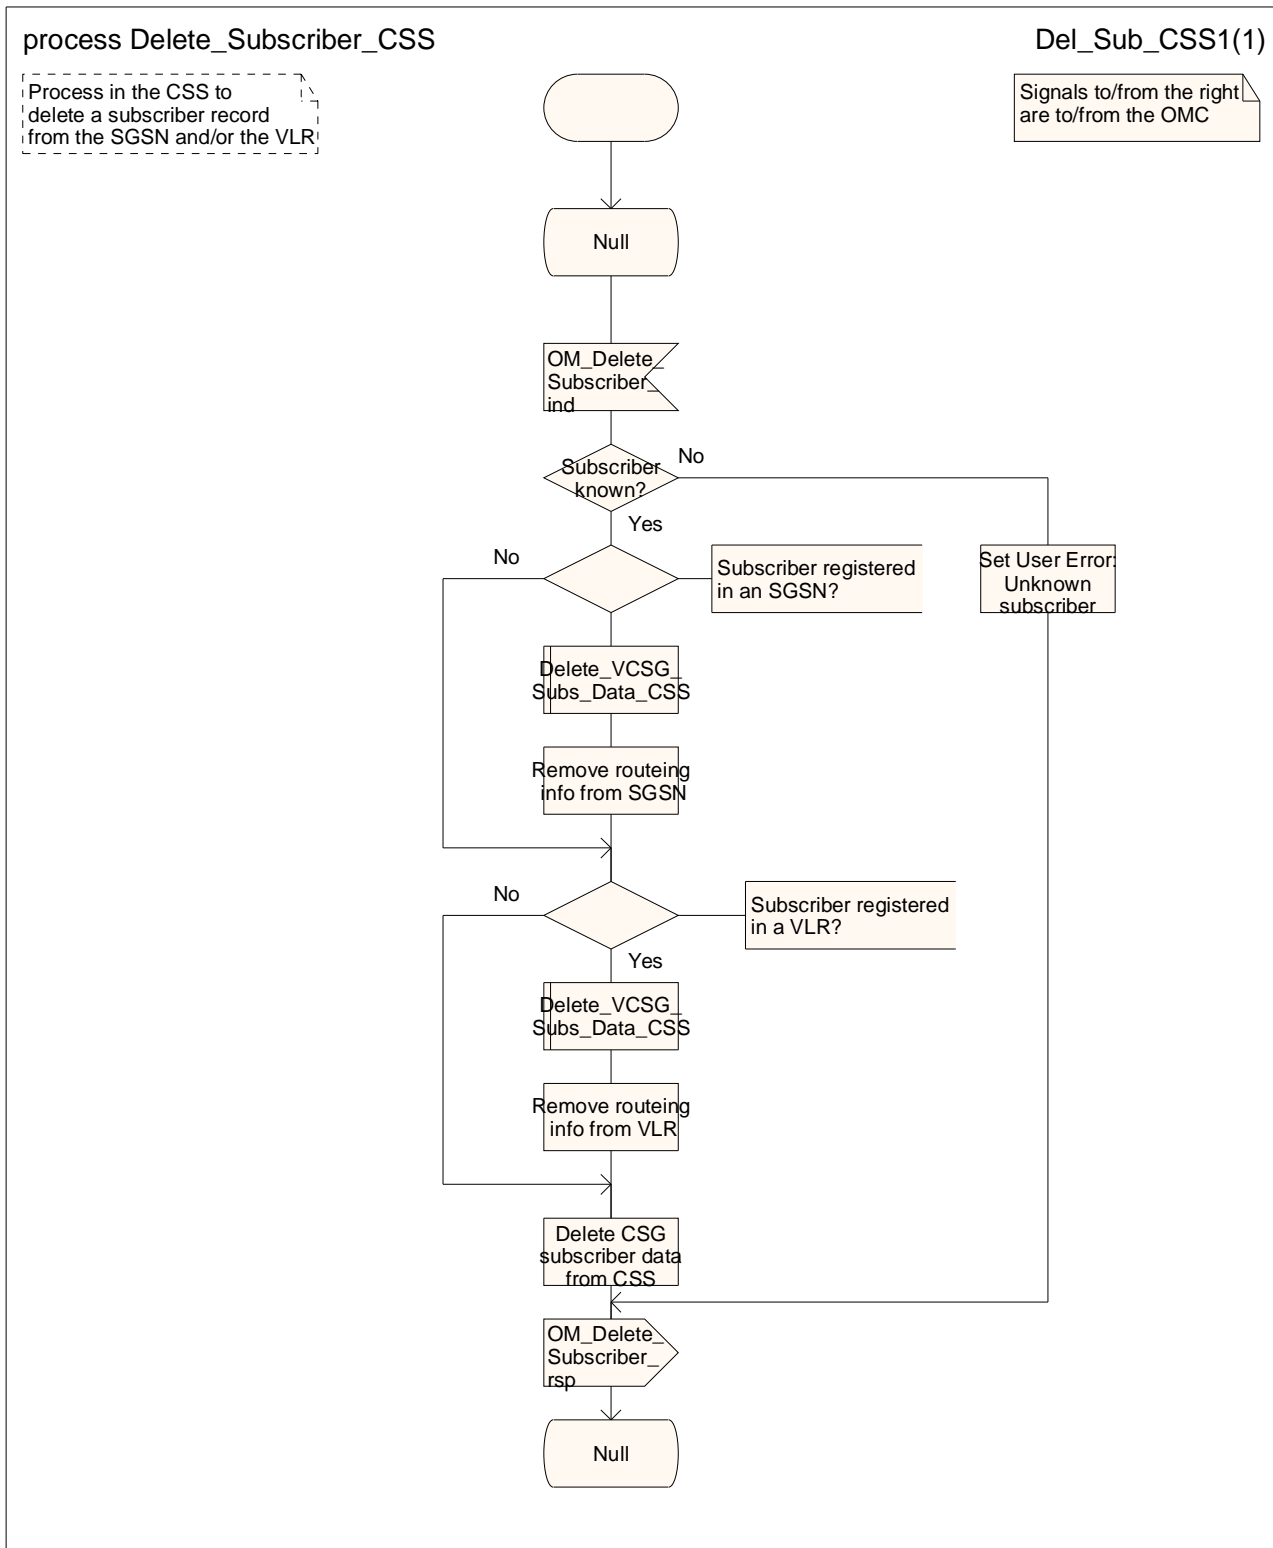 process Delete_Subscriber_CSS
Del_Sub_CSS1(1)
Process in the CSS to
delete a subscriber record
from the SGSN and/or the VLR
Signals to/from the right
are to/from the OMC
Null
OM_Delete_
Subscriber_
ind
Subscriber
known?
No
Yes
No
Subscriber registered
in an SGSN?
Set User Error:
Unknown
subscriber
Delete_VCSG_
Subs_Data_CSS
Remove routeing
info from SGSN
No
Subscriber registered
in a VLR?
Yes
Delete_VCSG_
Subs_Data_CSS
Remove routeing
info from VLR
Delete CSG
subscriber data
from CSS
OM_Delete_
Subscriber_
rsp
Null